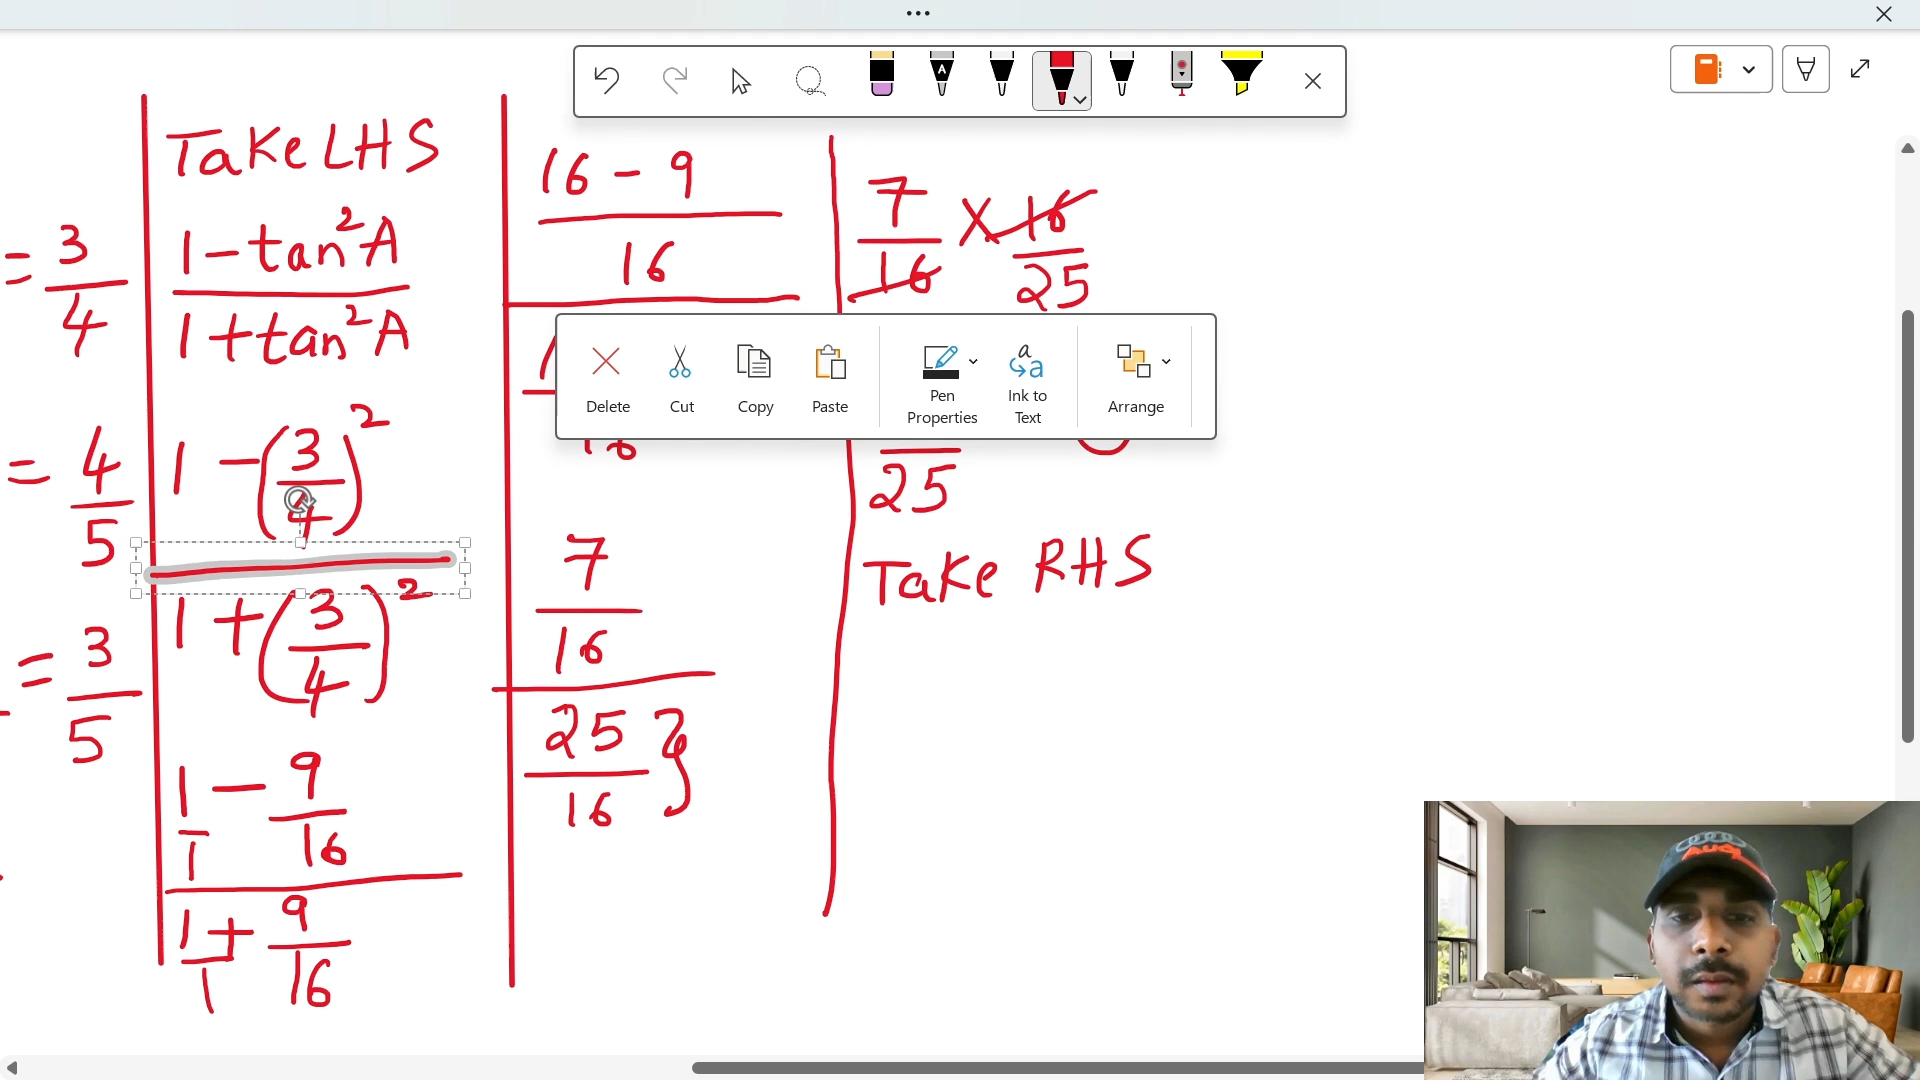 = 3/4
= 4/5
= 3/5
Take LHS
1 - tan²A
1 + tan²A
1 - (3/4)²
1 + (3/4)²
1/1 - 9/16
1/1 + 9/16
16 - 9
16
16
7
16
25
16
7/16 X 16/25
25
Take RHS
Delete
Cut
Copy
Paste
Pen Properties
Ink to Text
Arrange
A
a
a
Audi